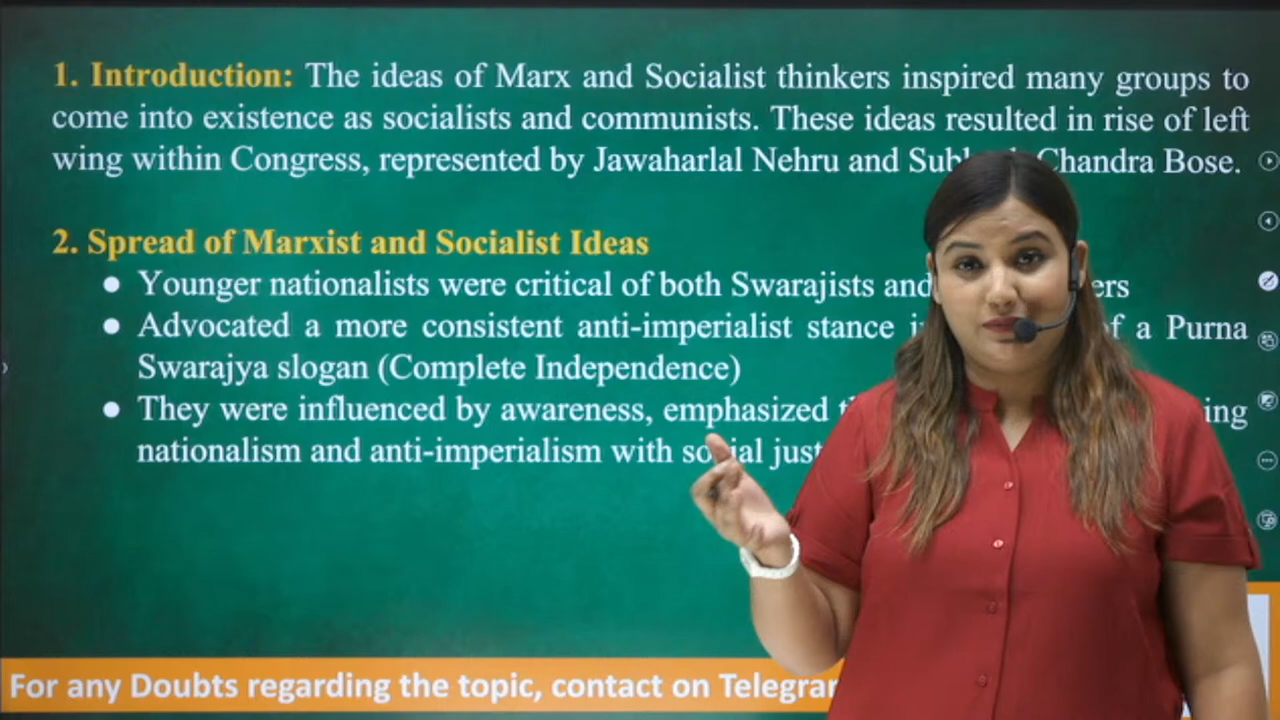 1. Introduction: The ideas of Marx and Socialist thinkers inspired many groups to
come into existence as socialists and communists. These ideas resulted in rise of left
wing within Congress, represented by Jawaharlal Nehru and Chandra Bose.
2. Spread of Marxist and Socialist Ideas
● Younger nationalists were critical of both Swarajists and
● Advocated a more consistent anti-imperialist stance of a Purna
Swarajya slogan (Complete Independence)
● They were influenced by awareness, emphasized
nationalism and anti-imperialism with social
For any Doubts regarding the topic, contact on